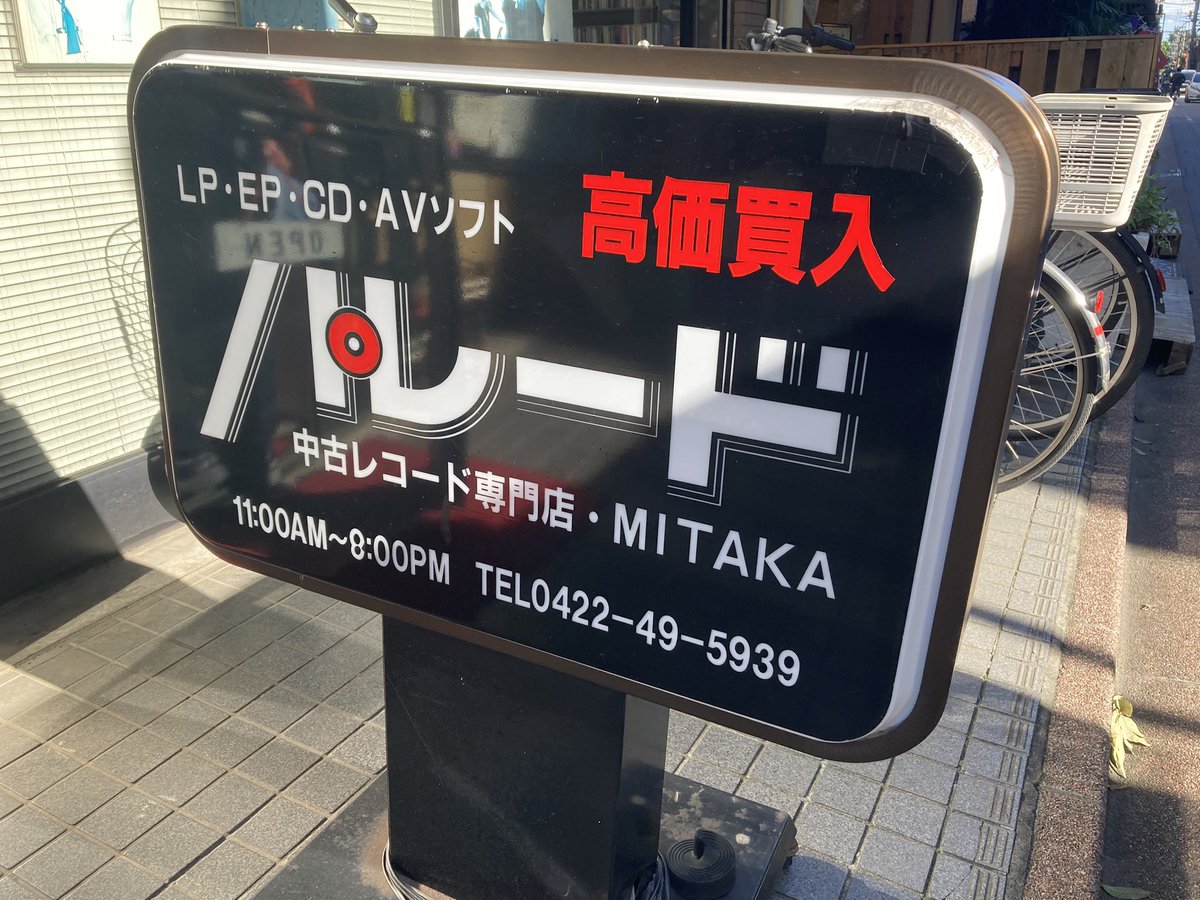 LP・EP・CD・AVソフト
高価買入
パレード
中古レコード専門店・MITAKA
11:00AM~8:00PM TEL0422-49-5939
OPEN